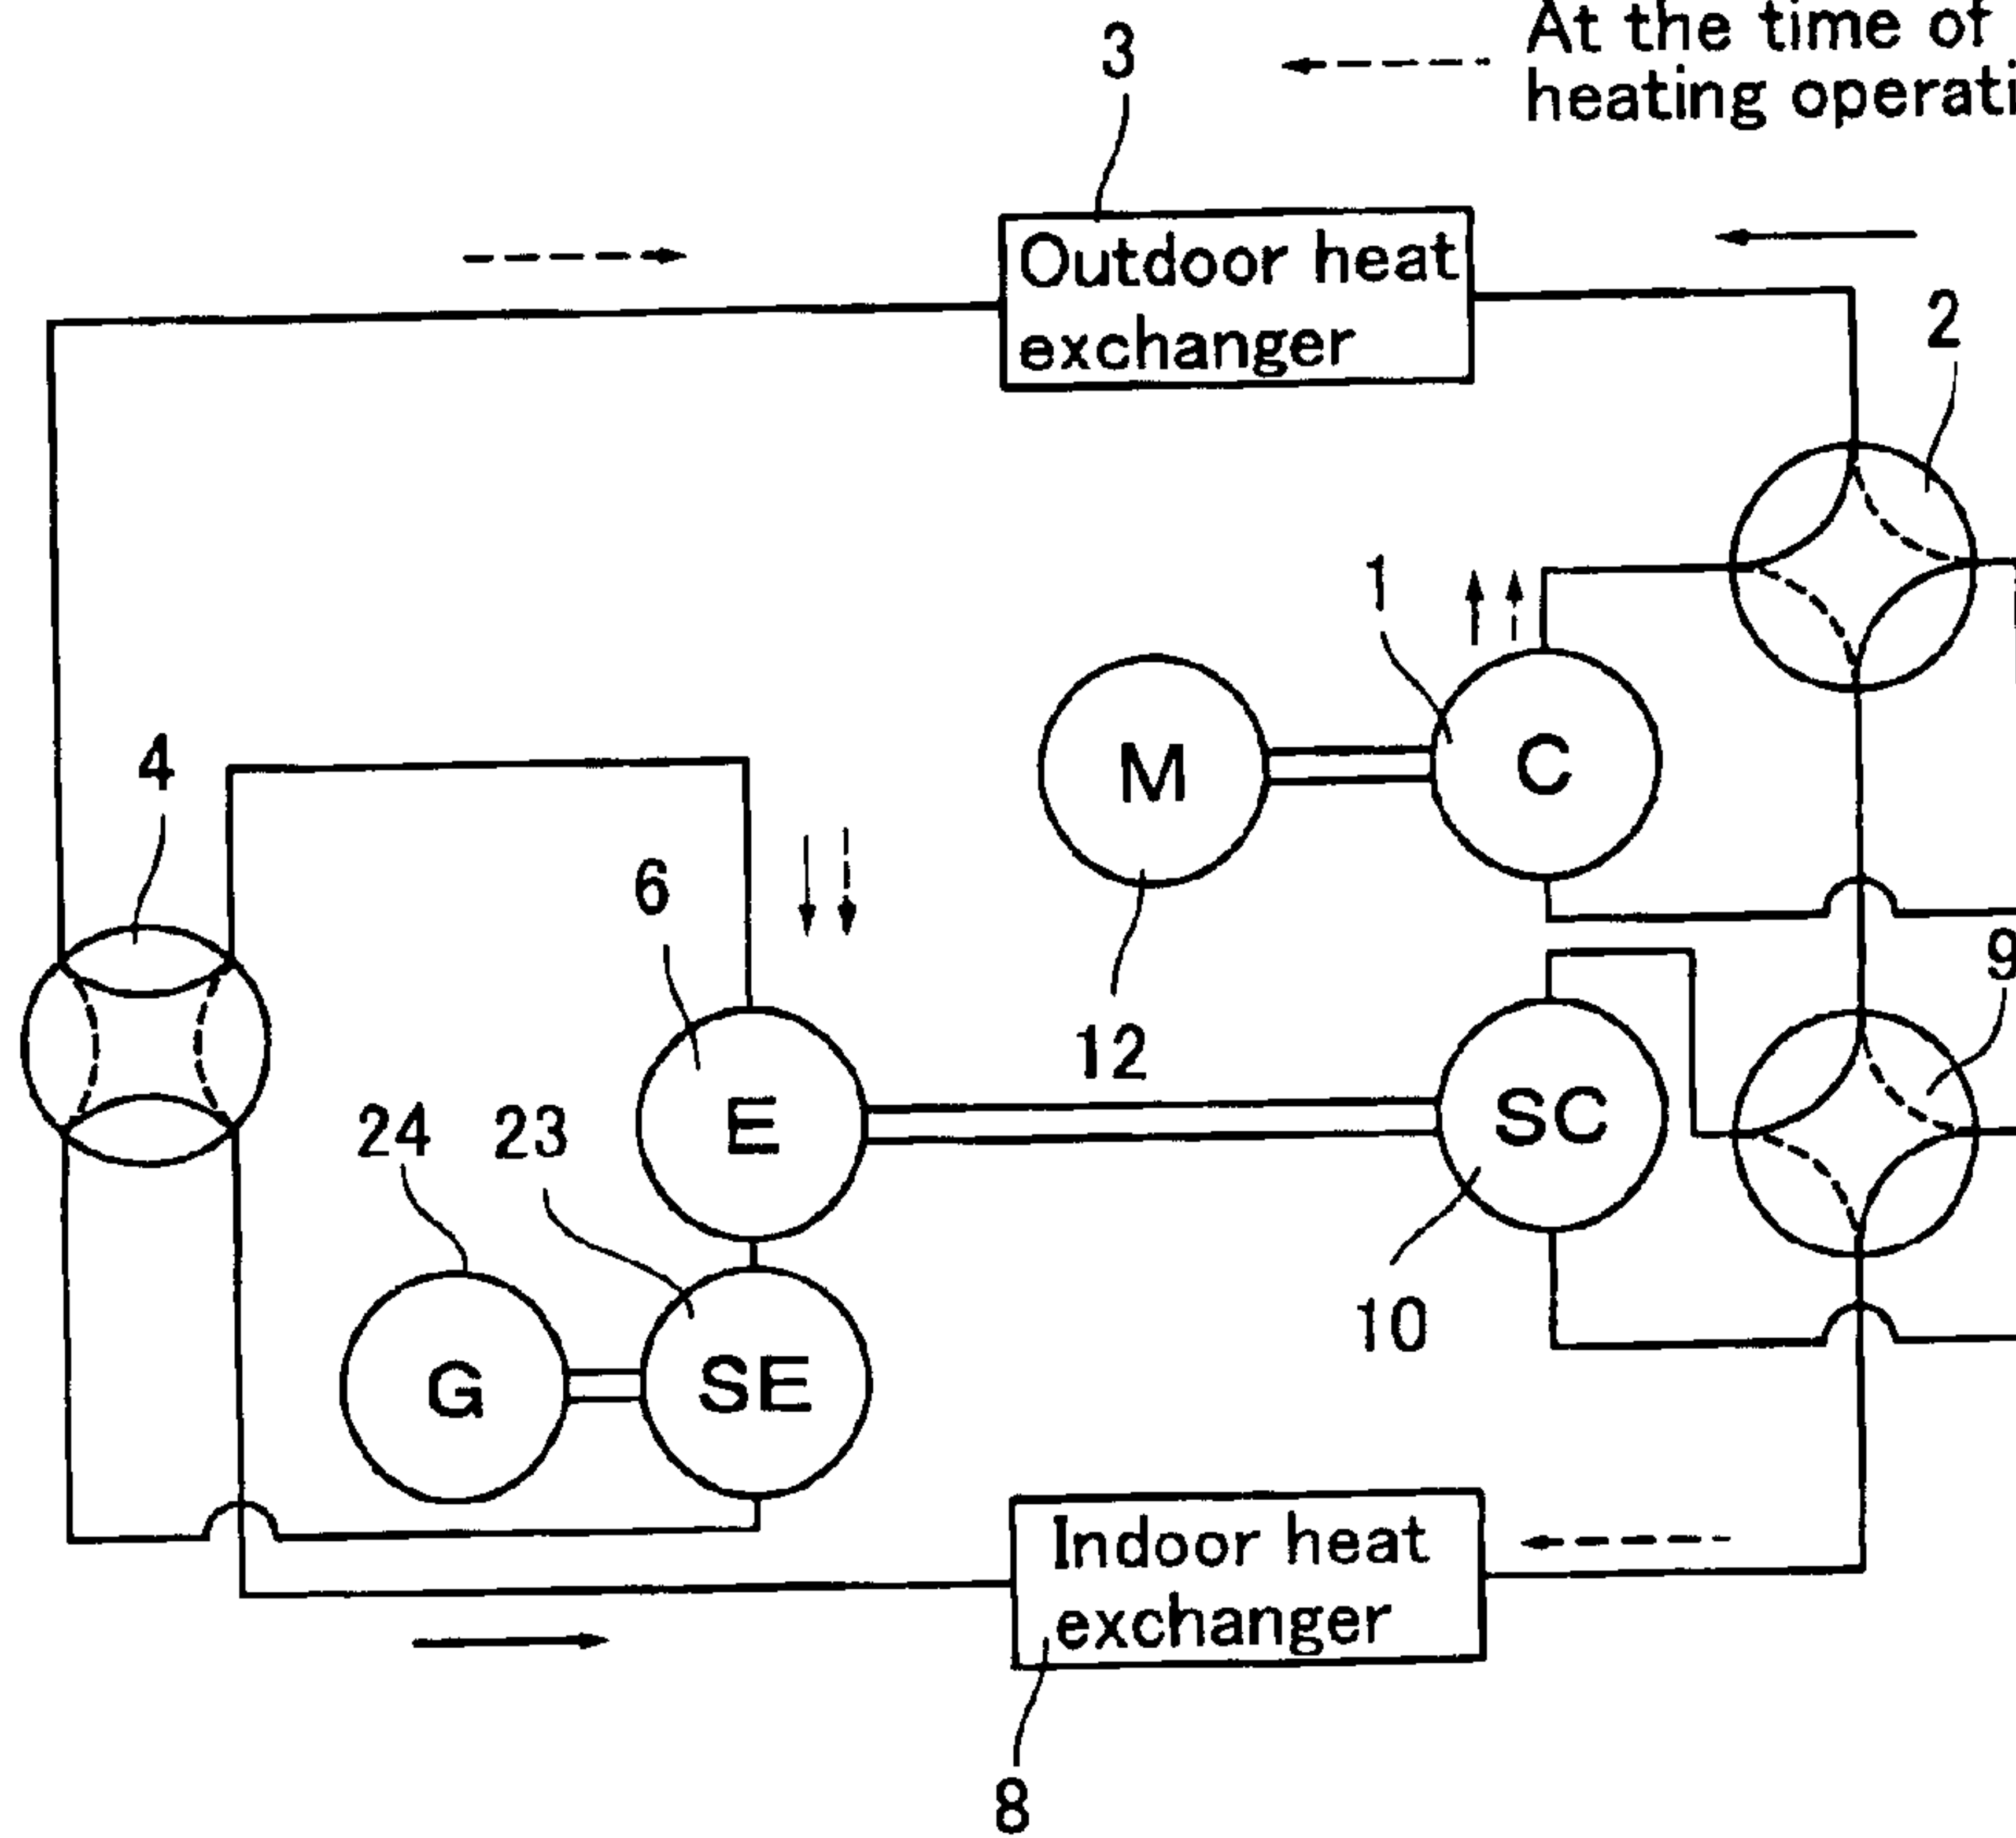 At the time of
heating operati
3
Outdoor heat
exchanger
2
1
M
C
4
6
9
12
E
SC
24
23
10
G
SE
Indoor heat
exchanger
8